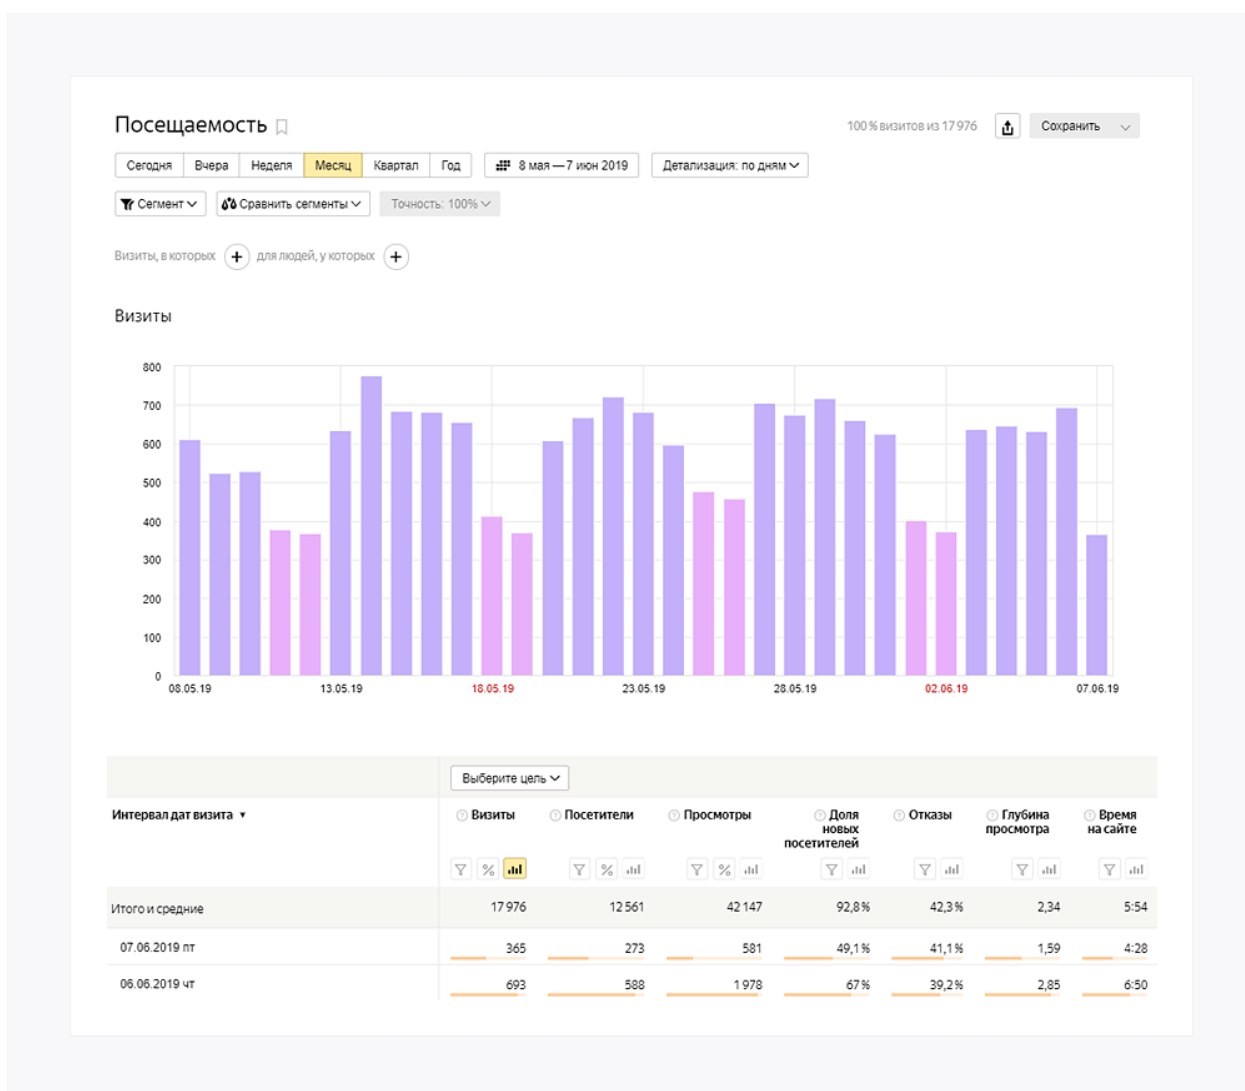 Посещаемость
100 % визитов из 17 976
Сохранить
Сегодня Вчера Неделя Месяц Квартал Год 8 мая — 7 июн 2019 Детализация: по дням
Сегмент Сравнить сегменты Точность: 100%
Визиты, в которых + для людей, у которых +
Визиты
800
700
600
500
400
300
200
100
0
08.05.19 13.05.19 18.05.19 23.05.19 28.05.19 02.06.19 07.06.19
Выберите цель
Интервал дат визита ▼ ? Визиты ? Посетители ? Просмотры ? Доля новых посетителей ? Отказы ? Глубина просмотра ? Время на сайте
% % %
Итого и средние 17 976 12 561 42 147 92,8 % 42,3 % 2,34 5:54
07.06.2019 пт 365 273 581 49,1 % 41,1 % 1,59 4:28
06.06.2019 чт 693 588 1 978 67 % 39,2 % 2,85 6:50